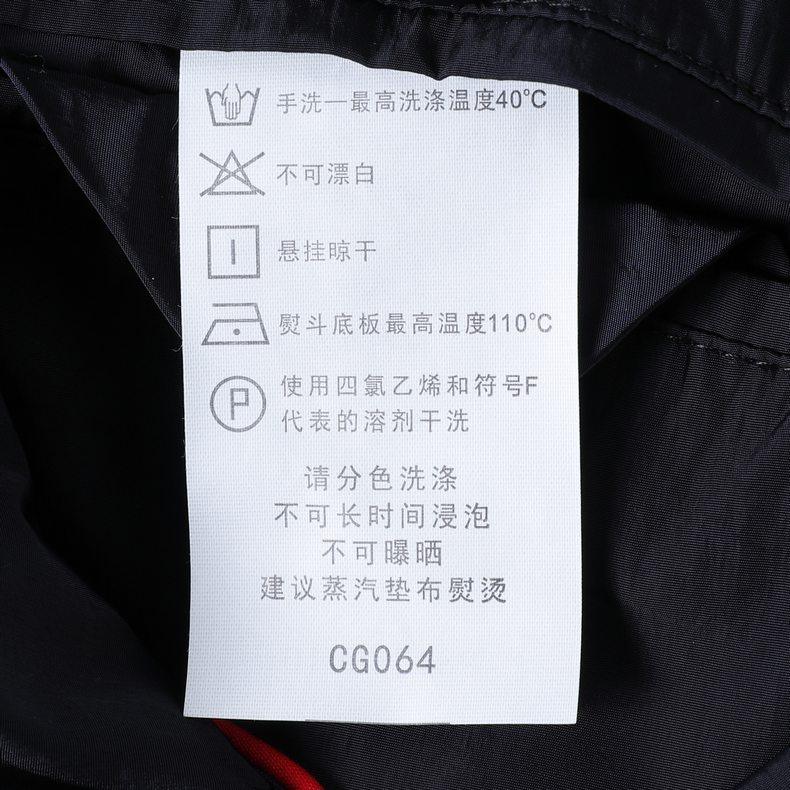 手洗—最高洗涤温度40℃
不可漂白
悬挂晾干
熨斗底板最高温度110℃
P
使用四氯乙烯和符号F
代表的溶剂干洗
请分色洗涤
不可长时间浸泡
不可曝晒
建议蒸汽垫布熨烫
CG064